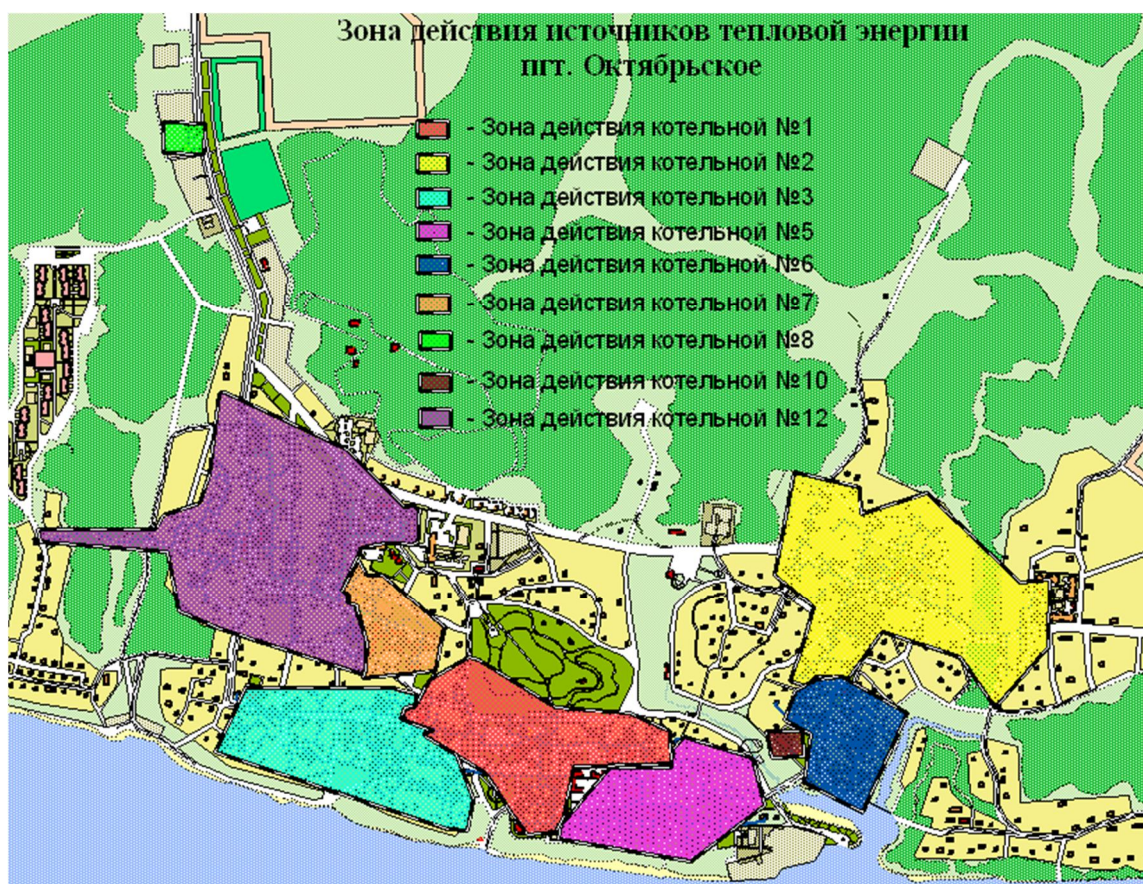 Зона действия источников тепловой энергии
пгт. Октябрьское
- Зона действия котельной №1
- Зона действия котельной №2
- Зона действия котельной №3
- Зона действия котельной №5
- Зона действия котельной №6
- Зона действия котельной №7
- Зона действия котельной №8
- Зона действия котельной №10
- Зона действия котельной №12